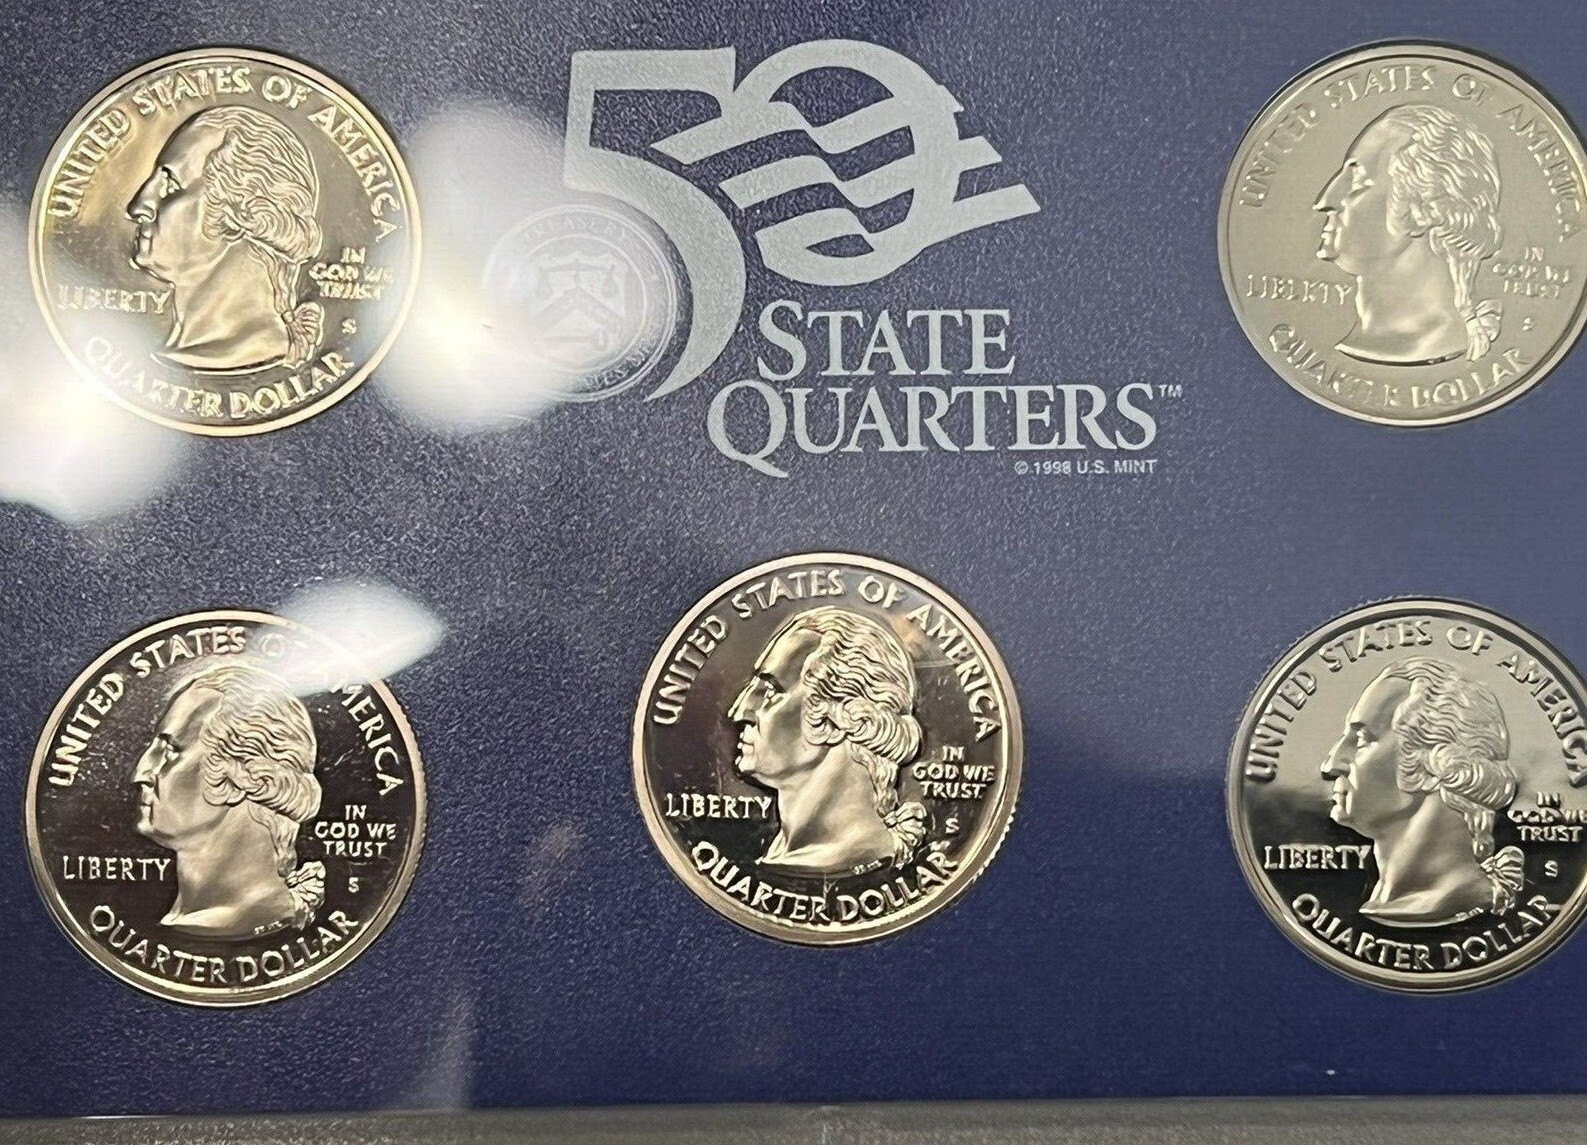 UNITED STATES OF AMERICA
IN
GOD WE
TRUST
LIBERTY
S
QUARTER DOLLAR
50
STATE
QUARTERS™
© 1998 U.S. MINT
TREASURY
UNITED STATES OF AMERICA
IN
GOD WE
TRUST
LIBERTY
S
QUARTER DOLLAR
UNITED STATES OF AMERICA
IN
GOD WE
TRUST
LIBERTY
S
QUARTER DOLLAR
UNITED STATES OF AMERICA
IN
GOD WE
TRUST
LIBERTY
S
QUARTER DOLLAR
UNITED STATES OF AMERICA
IN
GOD WE
TRUST
LIBERTY
S
QUARTER DOLLAR